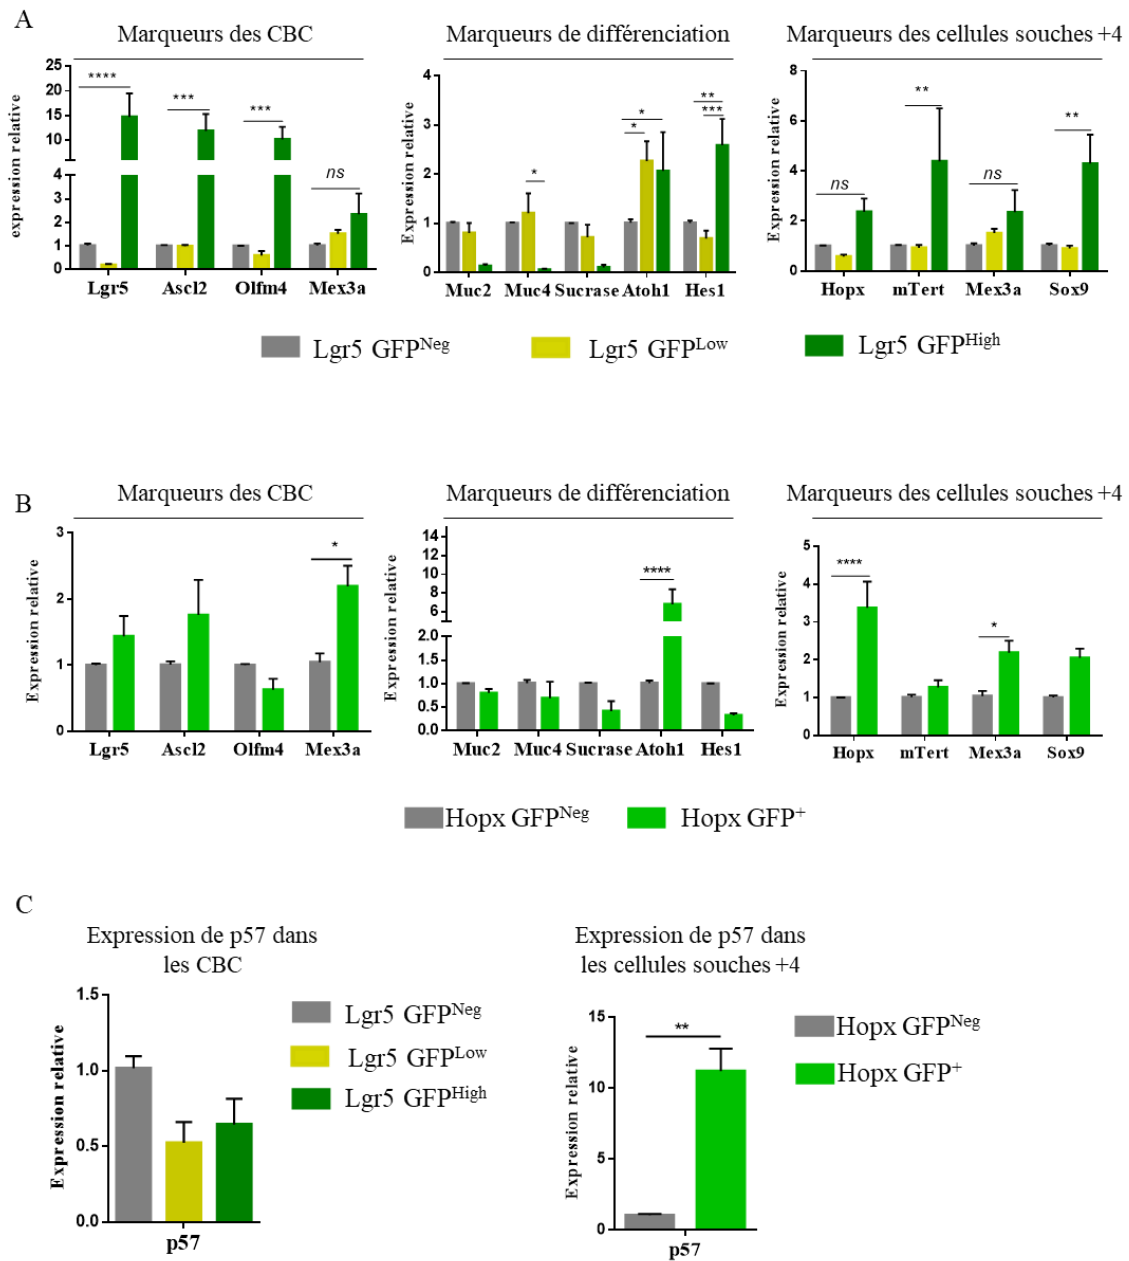 A
Marqueurs des CBC
Marqueurs de différenciation
Marqueurs des cellules souches +4
expression relative
25
20
15
10
5
4
3
2
1
0
****
***
***
ns
Lgr5 Ascl2 Olfm4 Mex3a
Expression relative
4
3
2
1
0
*
*
*
**
***
Muc2 Muc4 Sucrase Atoh1 Hes1
Expression relative
8
6
4
2
0
ns
**
ns
**
Hopx mTert Mex3a Sox9
Lgr5 GFPNeg
Lgr5 GFPLow
Lgr5 GFPHigh
B
Marqueurs des CBC
Marqueurs de différenciation
Marqueurs des cellules souches +4
Expression relative
3
2
1
0
*
Lgr5 Ascl2 Olfm4 Mex3a
Expression relative
14
12
10
8
6
2.0
1.5
1.0
0.5
0.0
****
Muc2 Muc4 Sucrase Atoh1 Hes1
Expression relative
5
4
3
2
1
0
****
*
Hopx mTert Mex3a Sox9
Hopx GFPNeg
Hopx GFP+
C
Expression de p57 dans
les CBC
Expression relative
1.5
1.0
0.5
0.0
p57
Lgr5 GFPNeg
Lgr5 GFPLow
Lgr5 GFPHigh
Expression de p57 dans
les cellules souches +4
Expression relative
15
10
5
0
**
p57
Hopx GFPNeg
Hopx GFP+